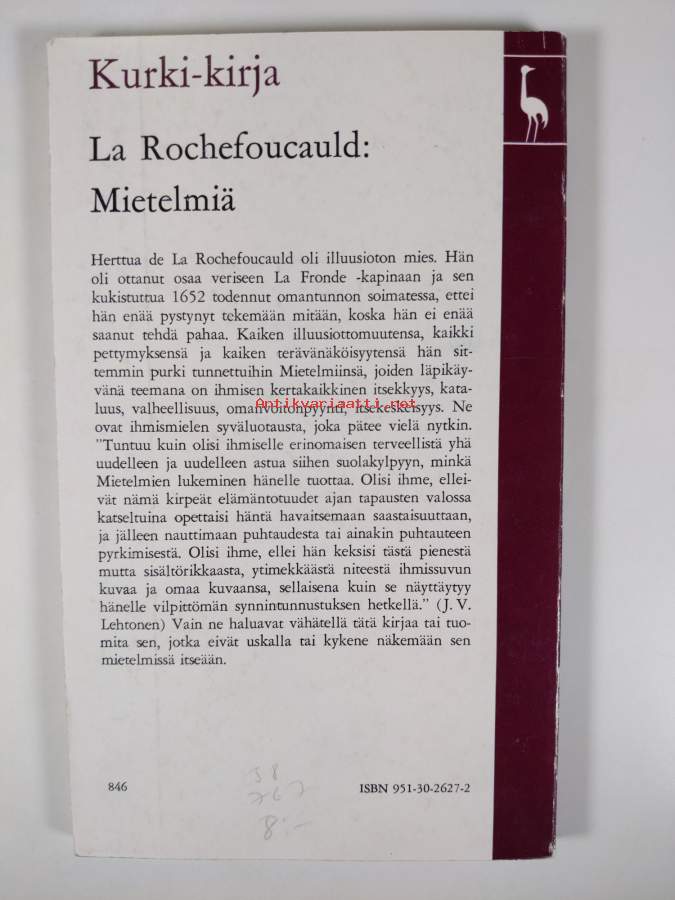 Kurki-kirja
La Rochefoucauld:
Mietelmiä
Herttua de La Rochefoucauld oli illuusioton mies. Hän
oli ottanut osaa veriseen La Fronde -kapinaan ja sen
kukistuttua 1652 todennut omantunnon soimatessa, ettei
hän enää pystynyt tekemään mitään, koska hän ei enää
saanut tehdä pahaa. Kaiken illuusiottomuutensa, kaikki
pettymyksensä ja kaiken terävänäköisyytensä hän sit-
temmin purki tunnettuihin Mietelmiinsä, joiden läpikäy-
vänä teemana on ihmisen kertakaikkinen itsekkyys, kata-
luus, valheellisuus, omanvoitonpyynti, itsekeskeisyys. Ne
Antikvariaatti.net
ovat ihmismielen syväluotausta, joka pätee vielä nytkin.
"Tuntuu kuin olisi ihmiselle erinomaisen terveellistä yhä
uudelleen ja uudelleen astua siihen suolakylpyyn, minkä
Mietelmien lukeminen hänelle tuottaa. Olisi ihme, ellei-
vät nämä kirpeät elämäntotuudet ajan tapausten valossa
katseltuina opettaisi häntä havaitsemaan saastaisuuttaan,
ja jälleen nauttimaan puhtaudesta tai ainakin puhtauteen
pyrkimisestä. Olisi ihme, ellei hän keksisi tästä pienestä
mutta sisältörikkaasta, ytimekkäästä niteestä ihmissuvun
kuvaa ja omaa kuvaansa, sellaisena kuin se näyttäytyy
hänelle vilpittömän synnintunnustuksen hetkellä." (J. V.
Lehtonen) Vain ne haluavat vähätellä tätä kirjaa tai tuo-
mita sen, jotka eivät uskalla tai kykene näkemään sen
mietelmissä itseään.
846
ISBN 951-30-2627-2
38
767
8:-